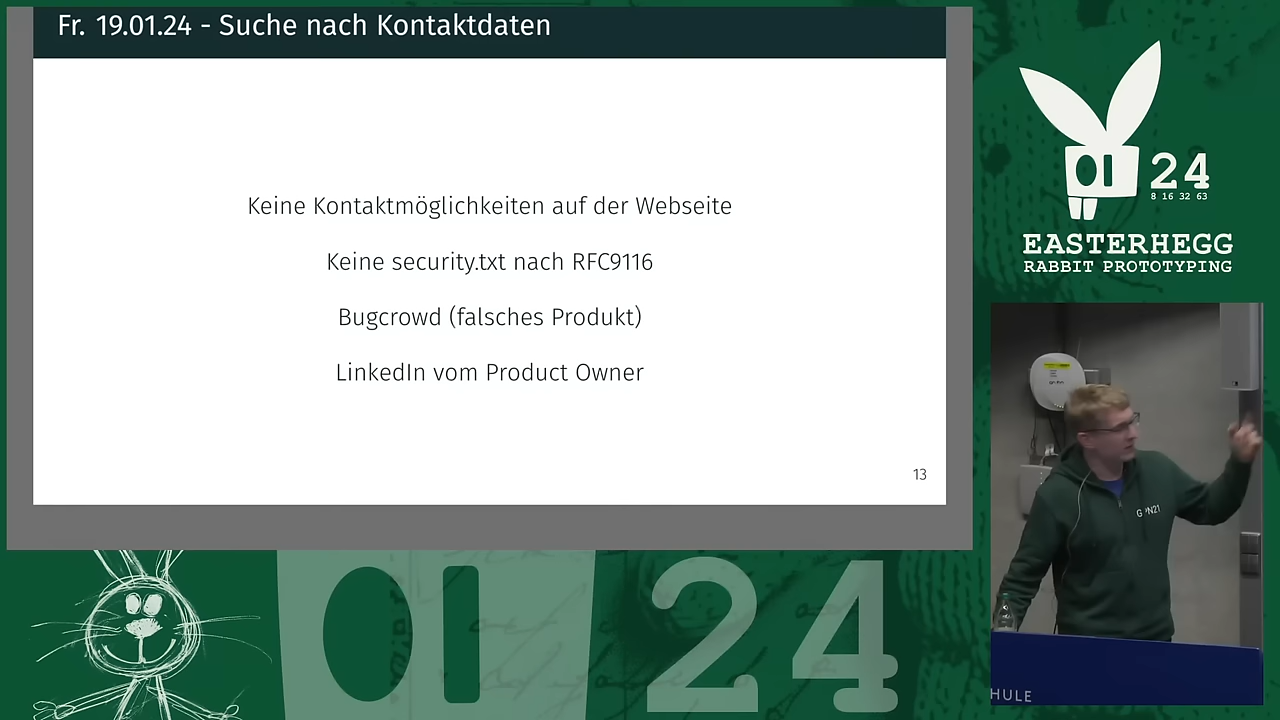 Fr. 19.01.24 - Suche nach Kontaktdaten
Keine Kontaktmöglichkeiten auf der Webseite
Keine security.txt nach RFC9116
Bugcrowd (falsches Produkt)
LinkedIn vom Product Owner
13
24
8 16 32 63
EASTERHEGG
RABBIT PROTOTYPING
GPN21
HULE
24